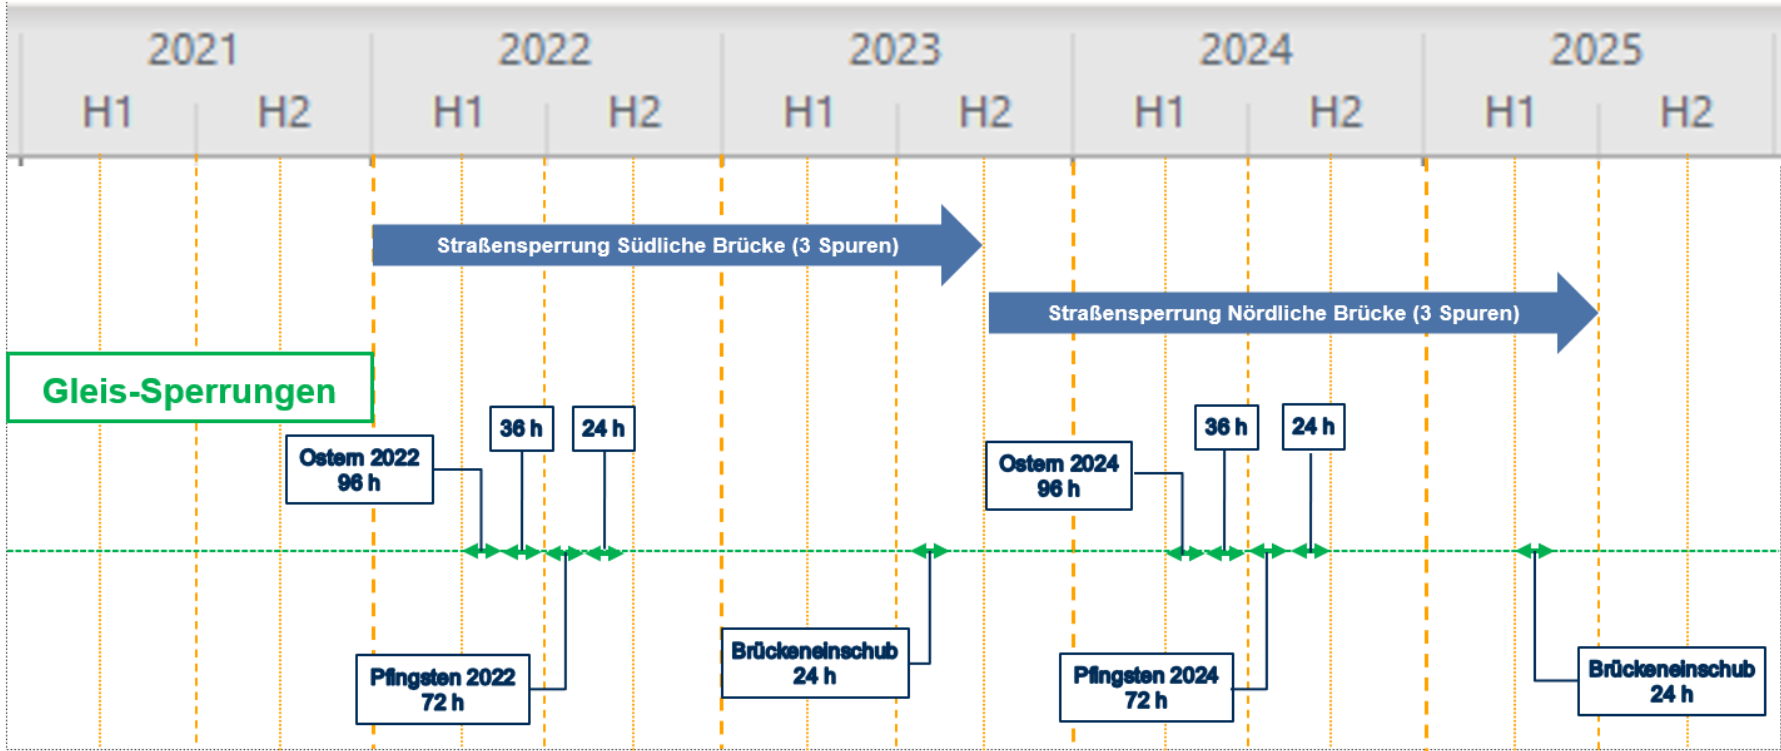 2021
2022
2023
2024
2025
H1
H2
H1
H2
H1
H2
H1
H2
H1
H2
Straßensperrung Südliche Brücke (3 Spuren)
Straßensperrung Nördliche Brücke (3 Spuren)
Gleis-Sperrungen
Ostern 2022
96 h
36 h
24 h
Ostern 2024
96 h
36 h
24 h
Pfingsten 2022
72 h
Brückeneinschub
24 h
Pfingsten 2024
72 h
Brückeneinschub
24 h